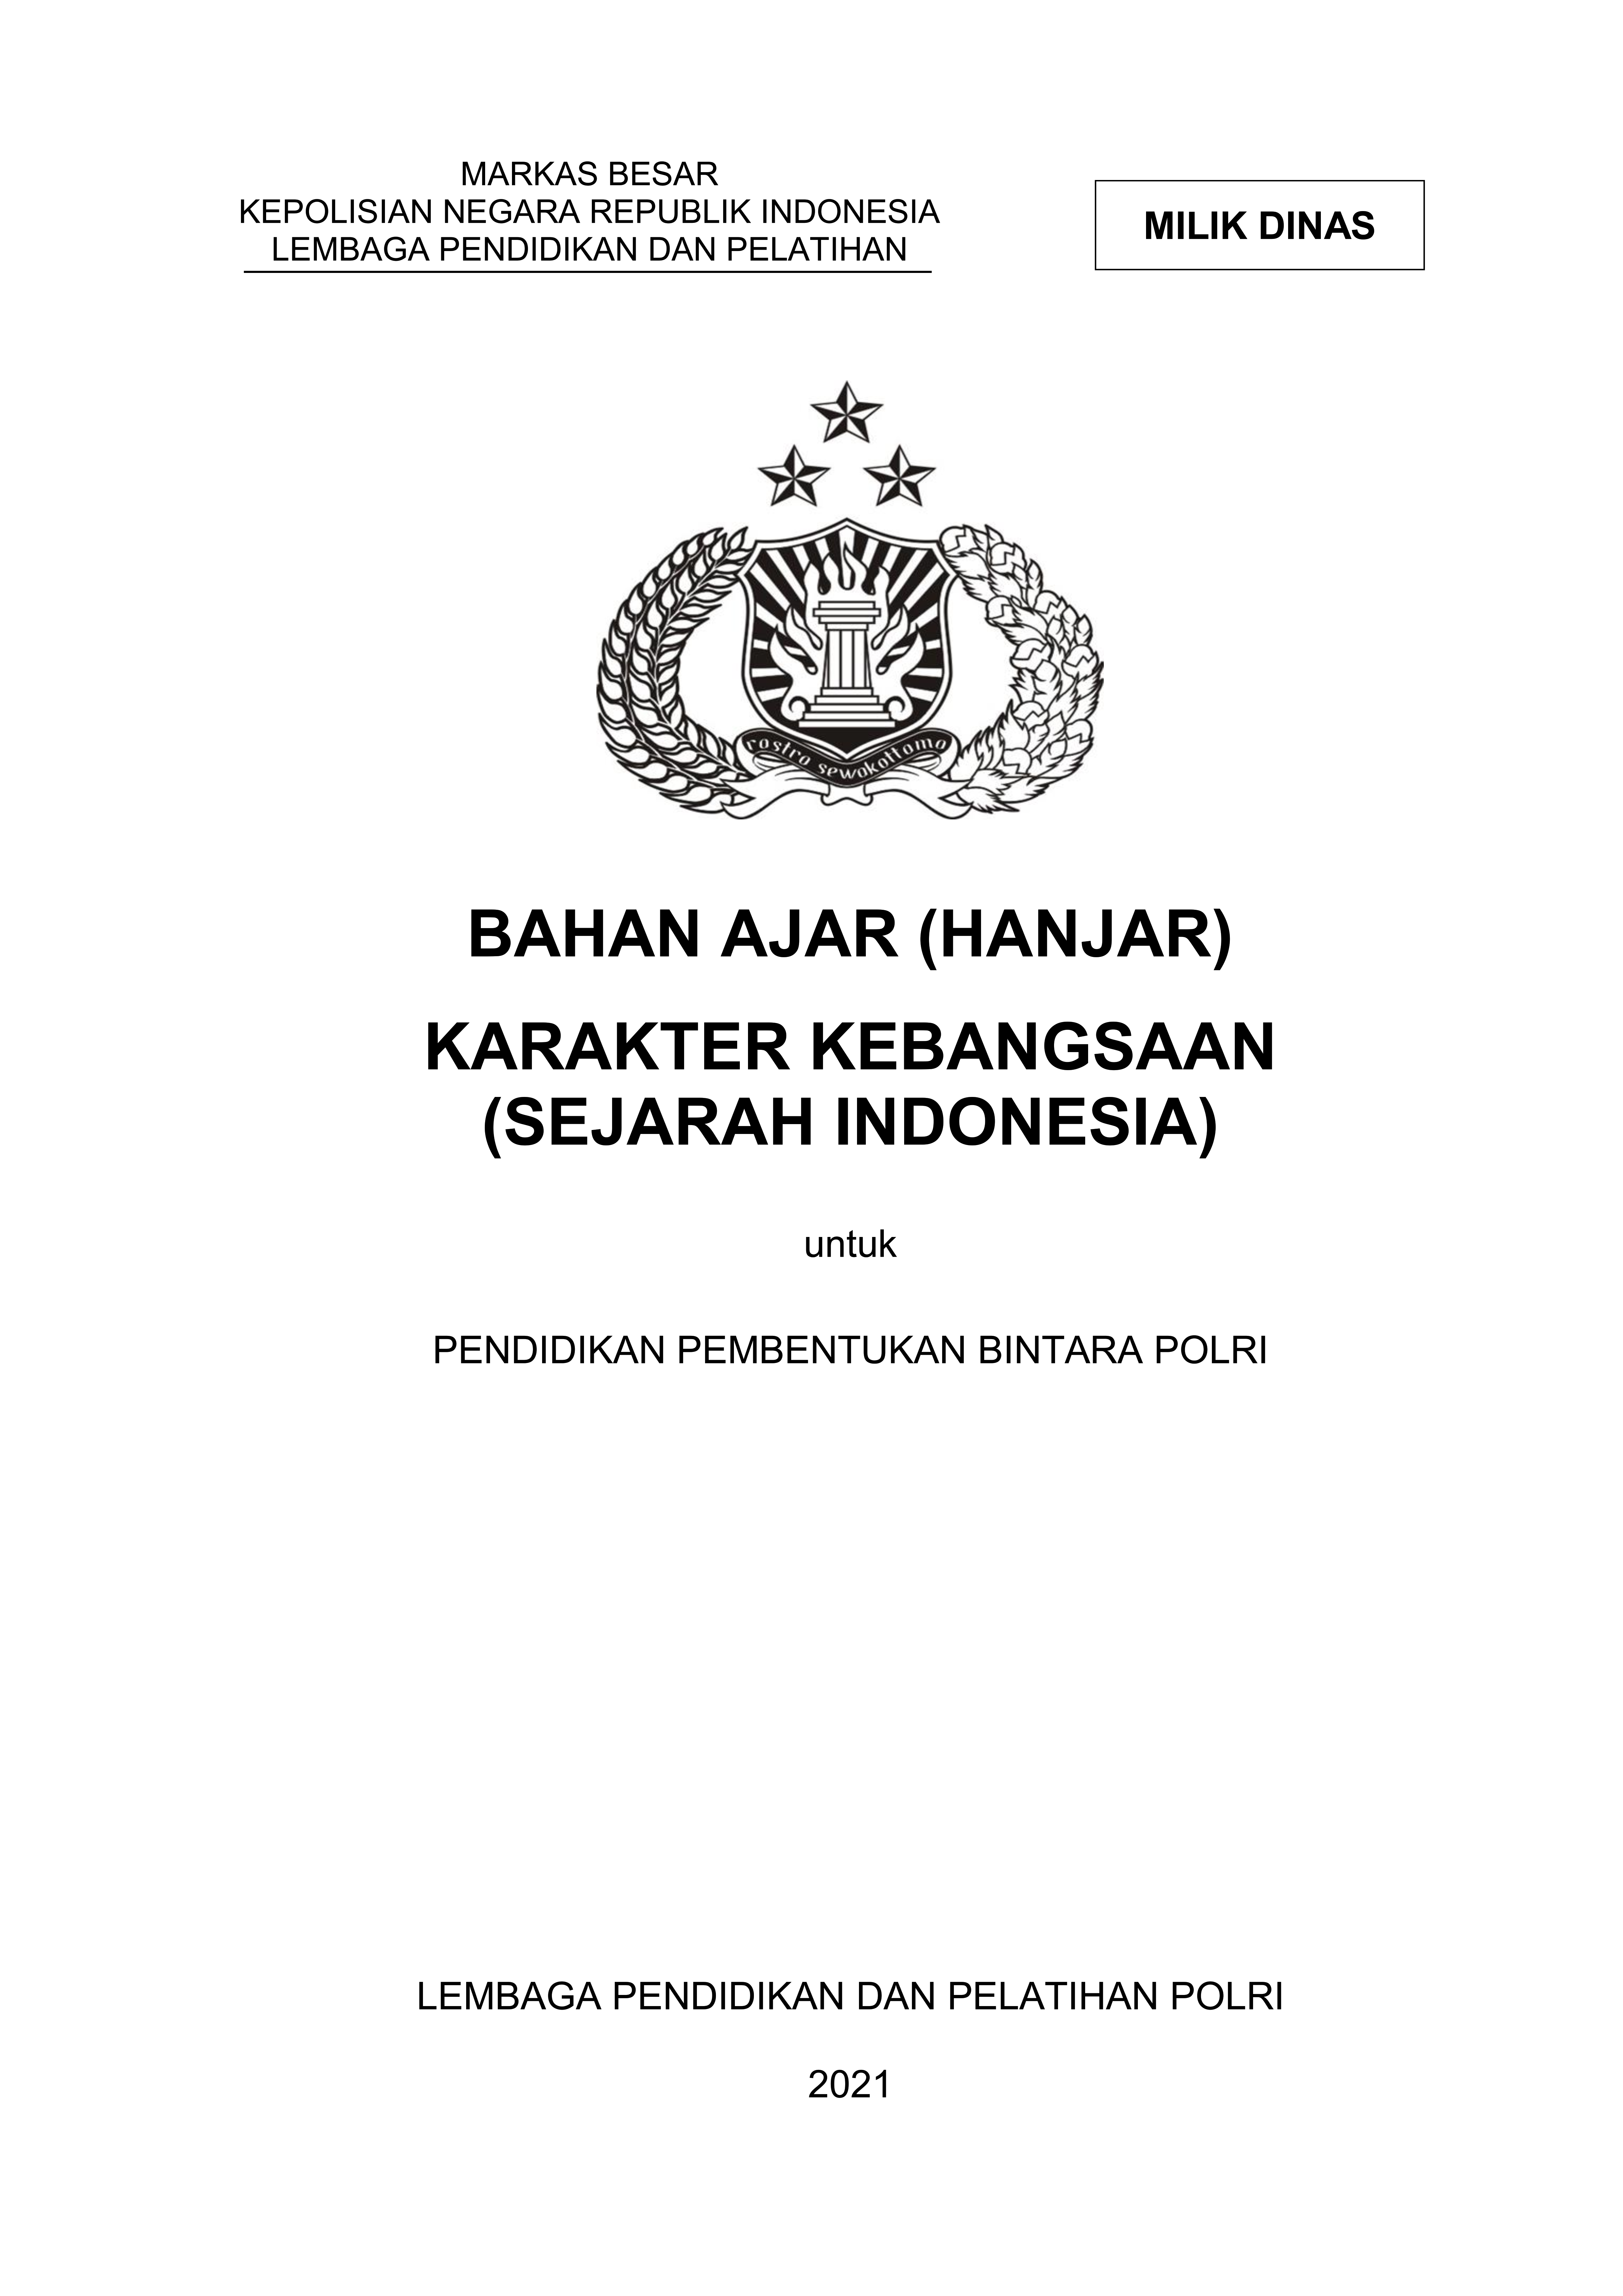 MARKAS BESAR
KEPOLISIAN NEGARA REPUBLIK INDONESIA
LEMBAGA PENDIDIKAN DAN PELATIHAN
MILIK DINAS
rastra sewakottama
BAHAN AJAR (HANJAR)
KARAKTER KEBANGSAAN
(SEJARAH INDONESIA)
untuk
PENDIDIKAN PEMBENTUKAN BINTARA POLRI
LEMBAGA PENDIDIKAN DAN PELATIHAN POLRI
2021